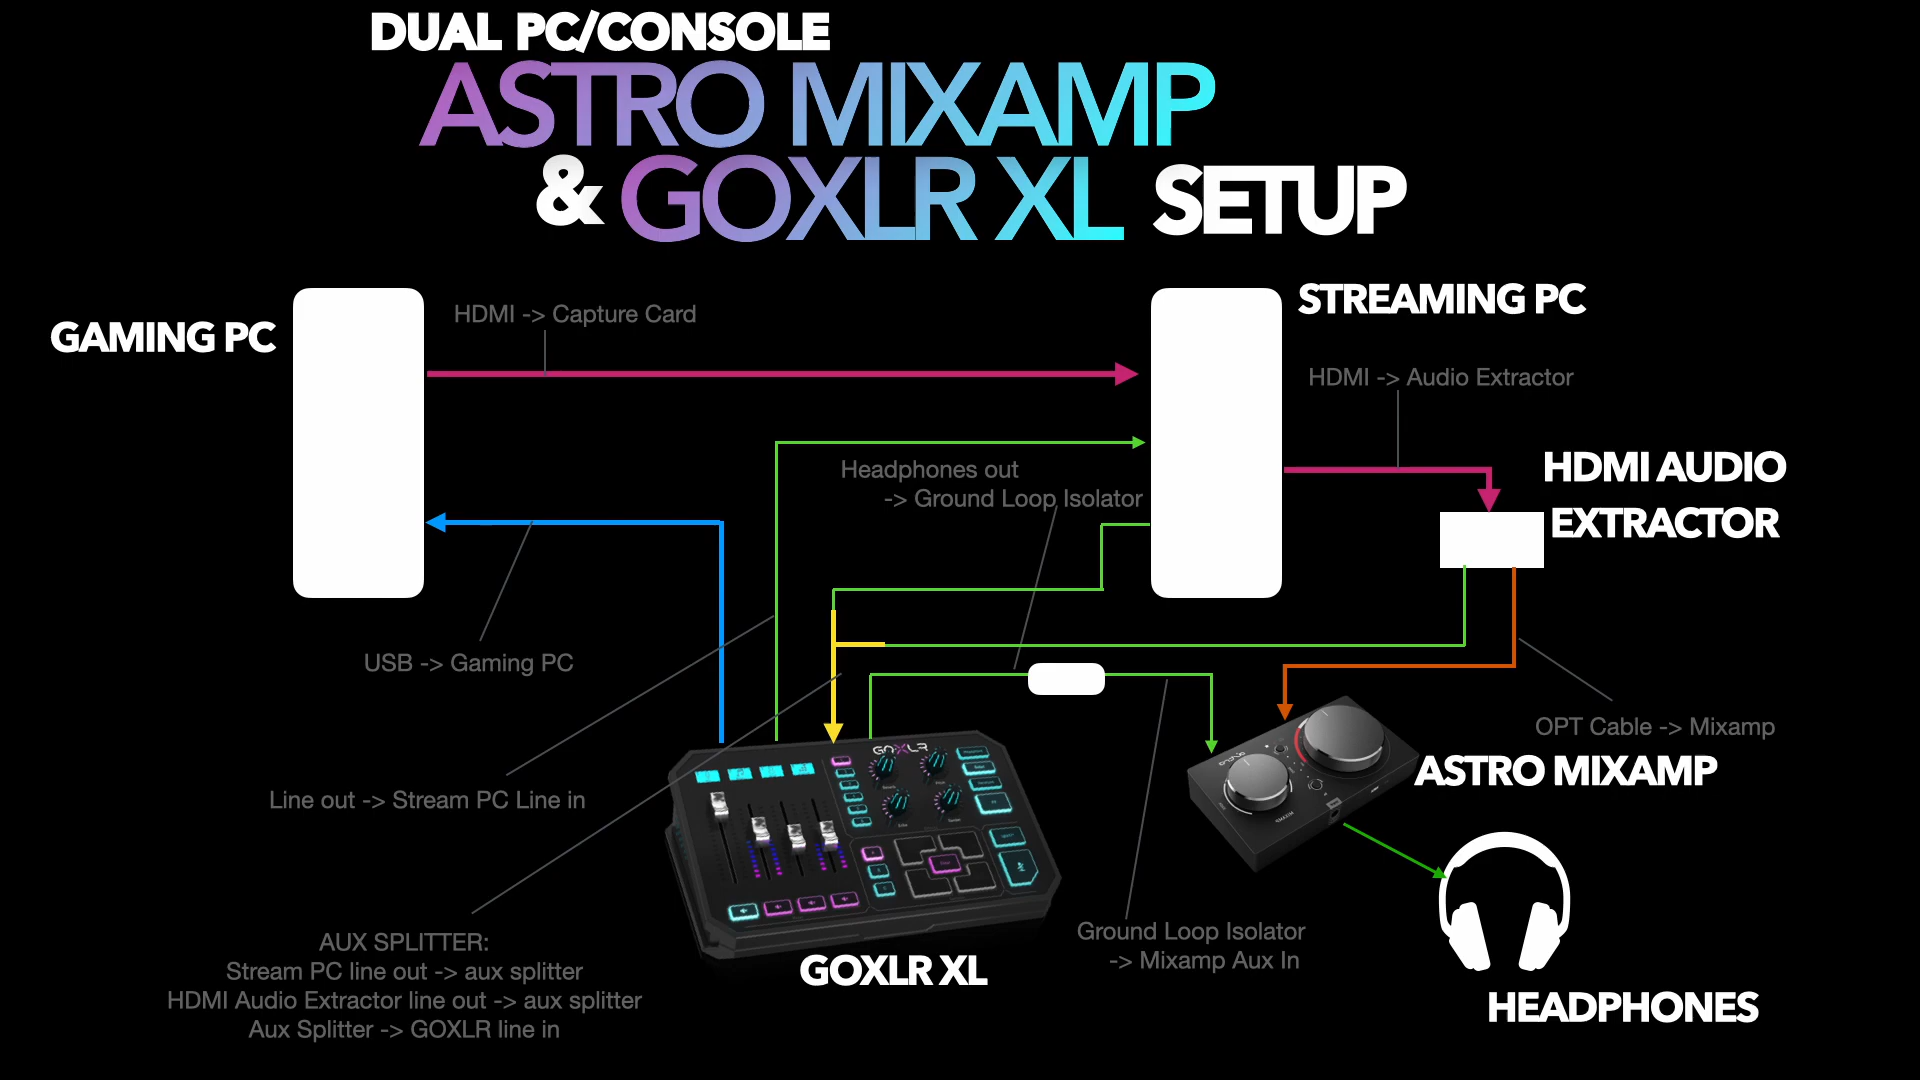 DUAL PC/CONSOLE
ASTRO MIXAMP
& GOXLR XL SETUP
GAMING PC
HDMI -> Capture Card
STREAMING PC
HDMI -> Audio Extractor
HDMI AUDIO
EXTRACTOR
Headphones out
-> Ground Loop Isolator
USB -> Gaming PC
OPT Cable -> Mixamp
ASTRO MIXAMP
Line out -> Stream PC Line in
GOXLR
AUX SPLITTER:
Stream PC line out -> aux splitter
HDMI Audio Extractor line out -> aux splitter
Aux Splitter -> GOXLR line in
GOXLR XL
Ground Loop Isolator
-> Mixamp Aux In
HEADPHONES